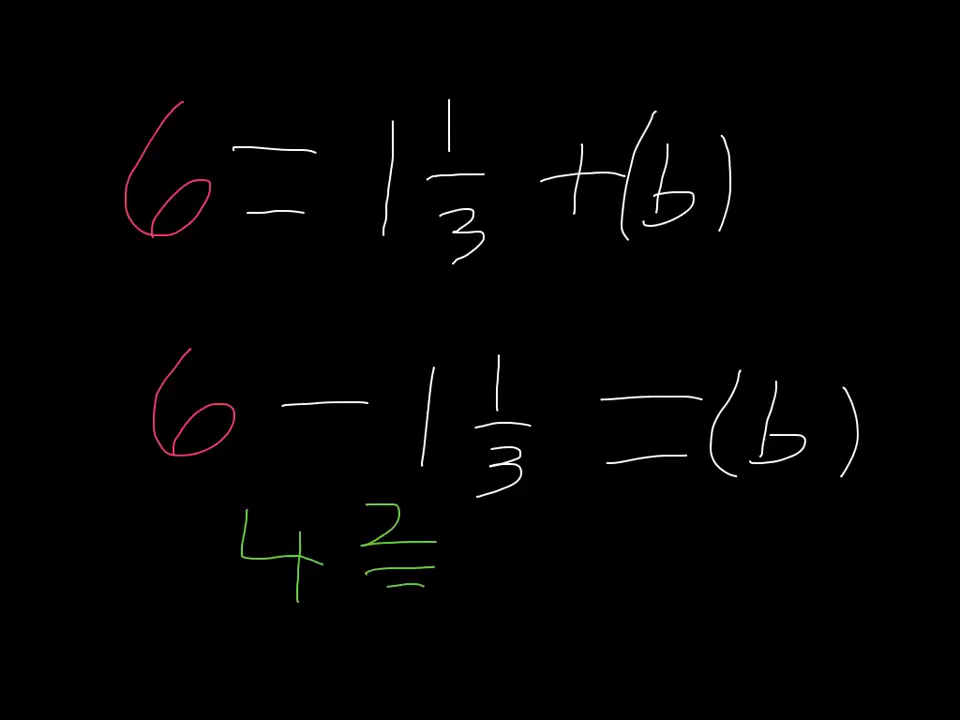 6 = 1 1/3 + (b)
6 - 1 1/3 = (b)
4 2